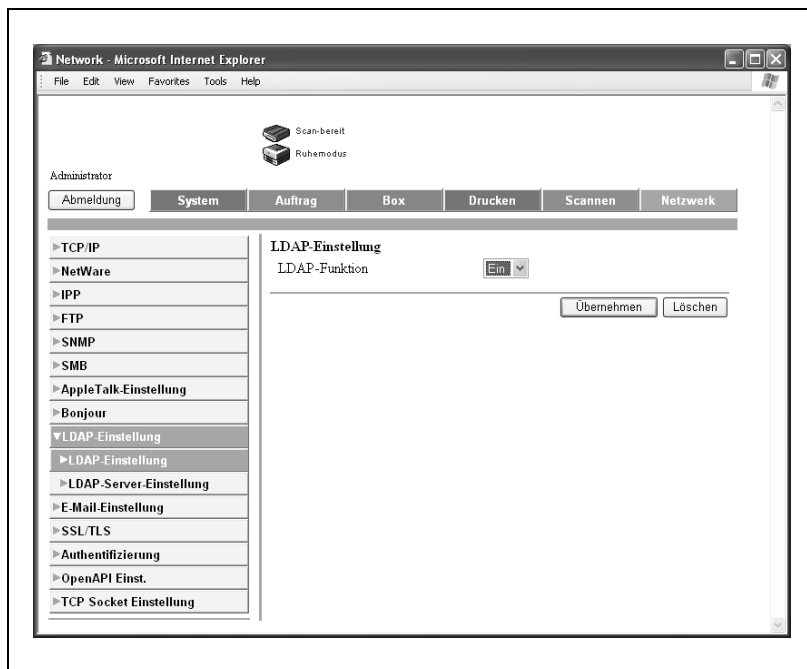 Network - Microsoft Internet Explorer
File Edit View Favorites Tools Help
Scan-bereit
Ruhemodus
Administrator
Abmeldung System Auftrag Box Drucken Scannen Netzwerk
TCP/IP
NetWare
IPP
FTP
SNMP
SMB
AppleTalk-Einstellung
Bonjour
LDAP-Einstellung
LDAP-Einstellung
LDAP-Server-Einstellung
E-Mail-Einstellung
SSL/TLS
Authentifizierung
OpenAPI Einst.
TCP Socket Einstellung
LDAP-Einstellung
LDAP-Funktion Ein
Übernehmen Löschen